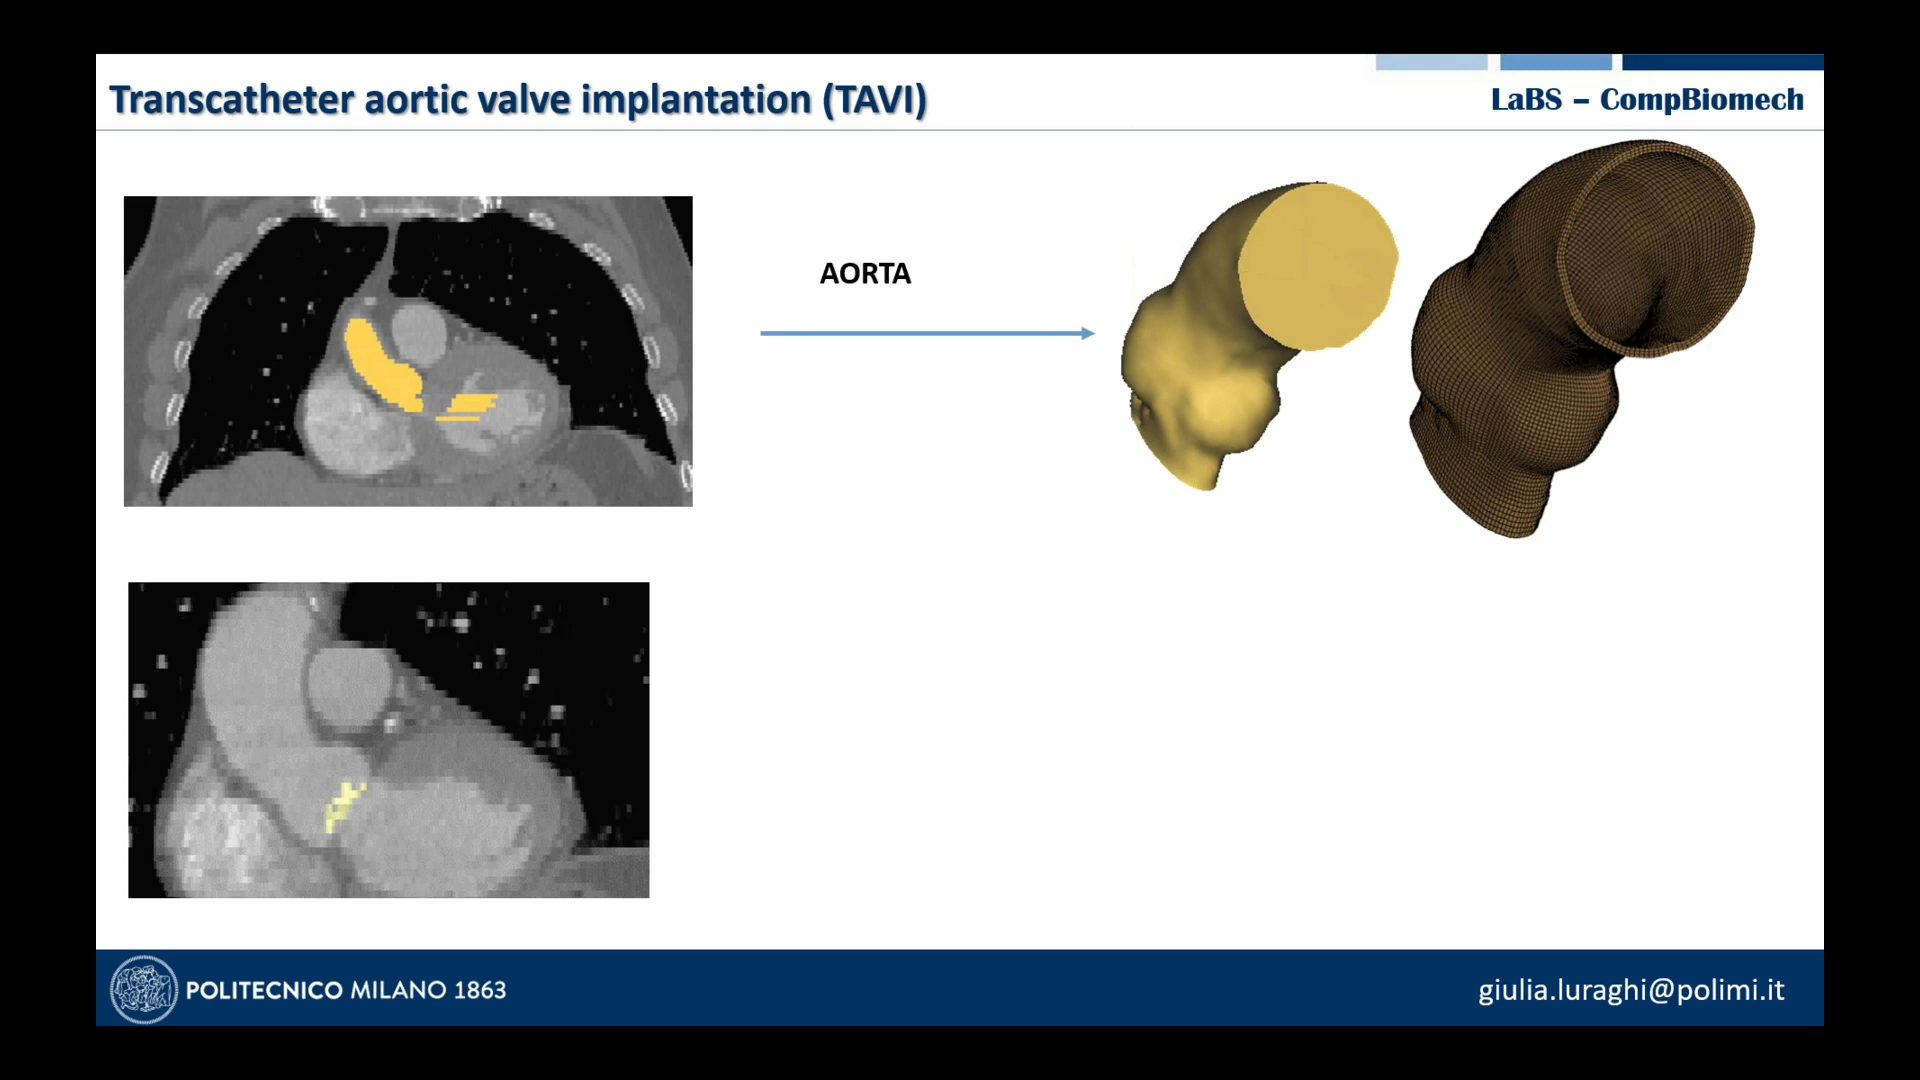 Transcatheter aortic valve implantation (TAVI)
LaBS – CompBiomech
AORTA
POLITECNICO MILANO 1863
giulia.luraghi@polimi.it